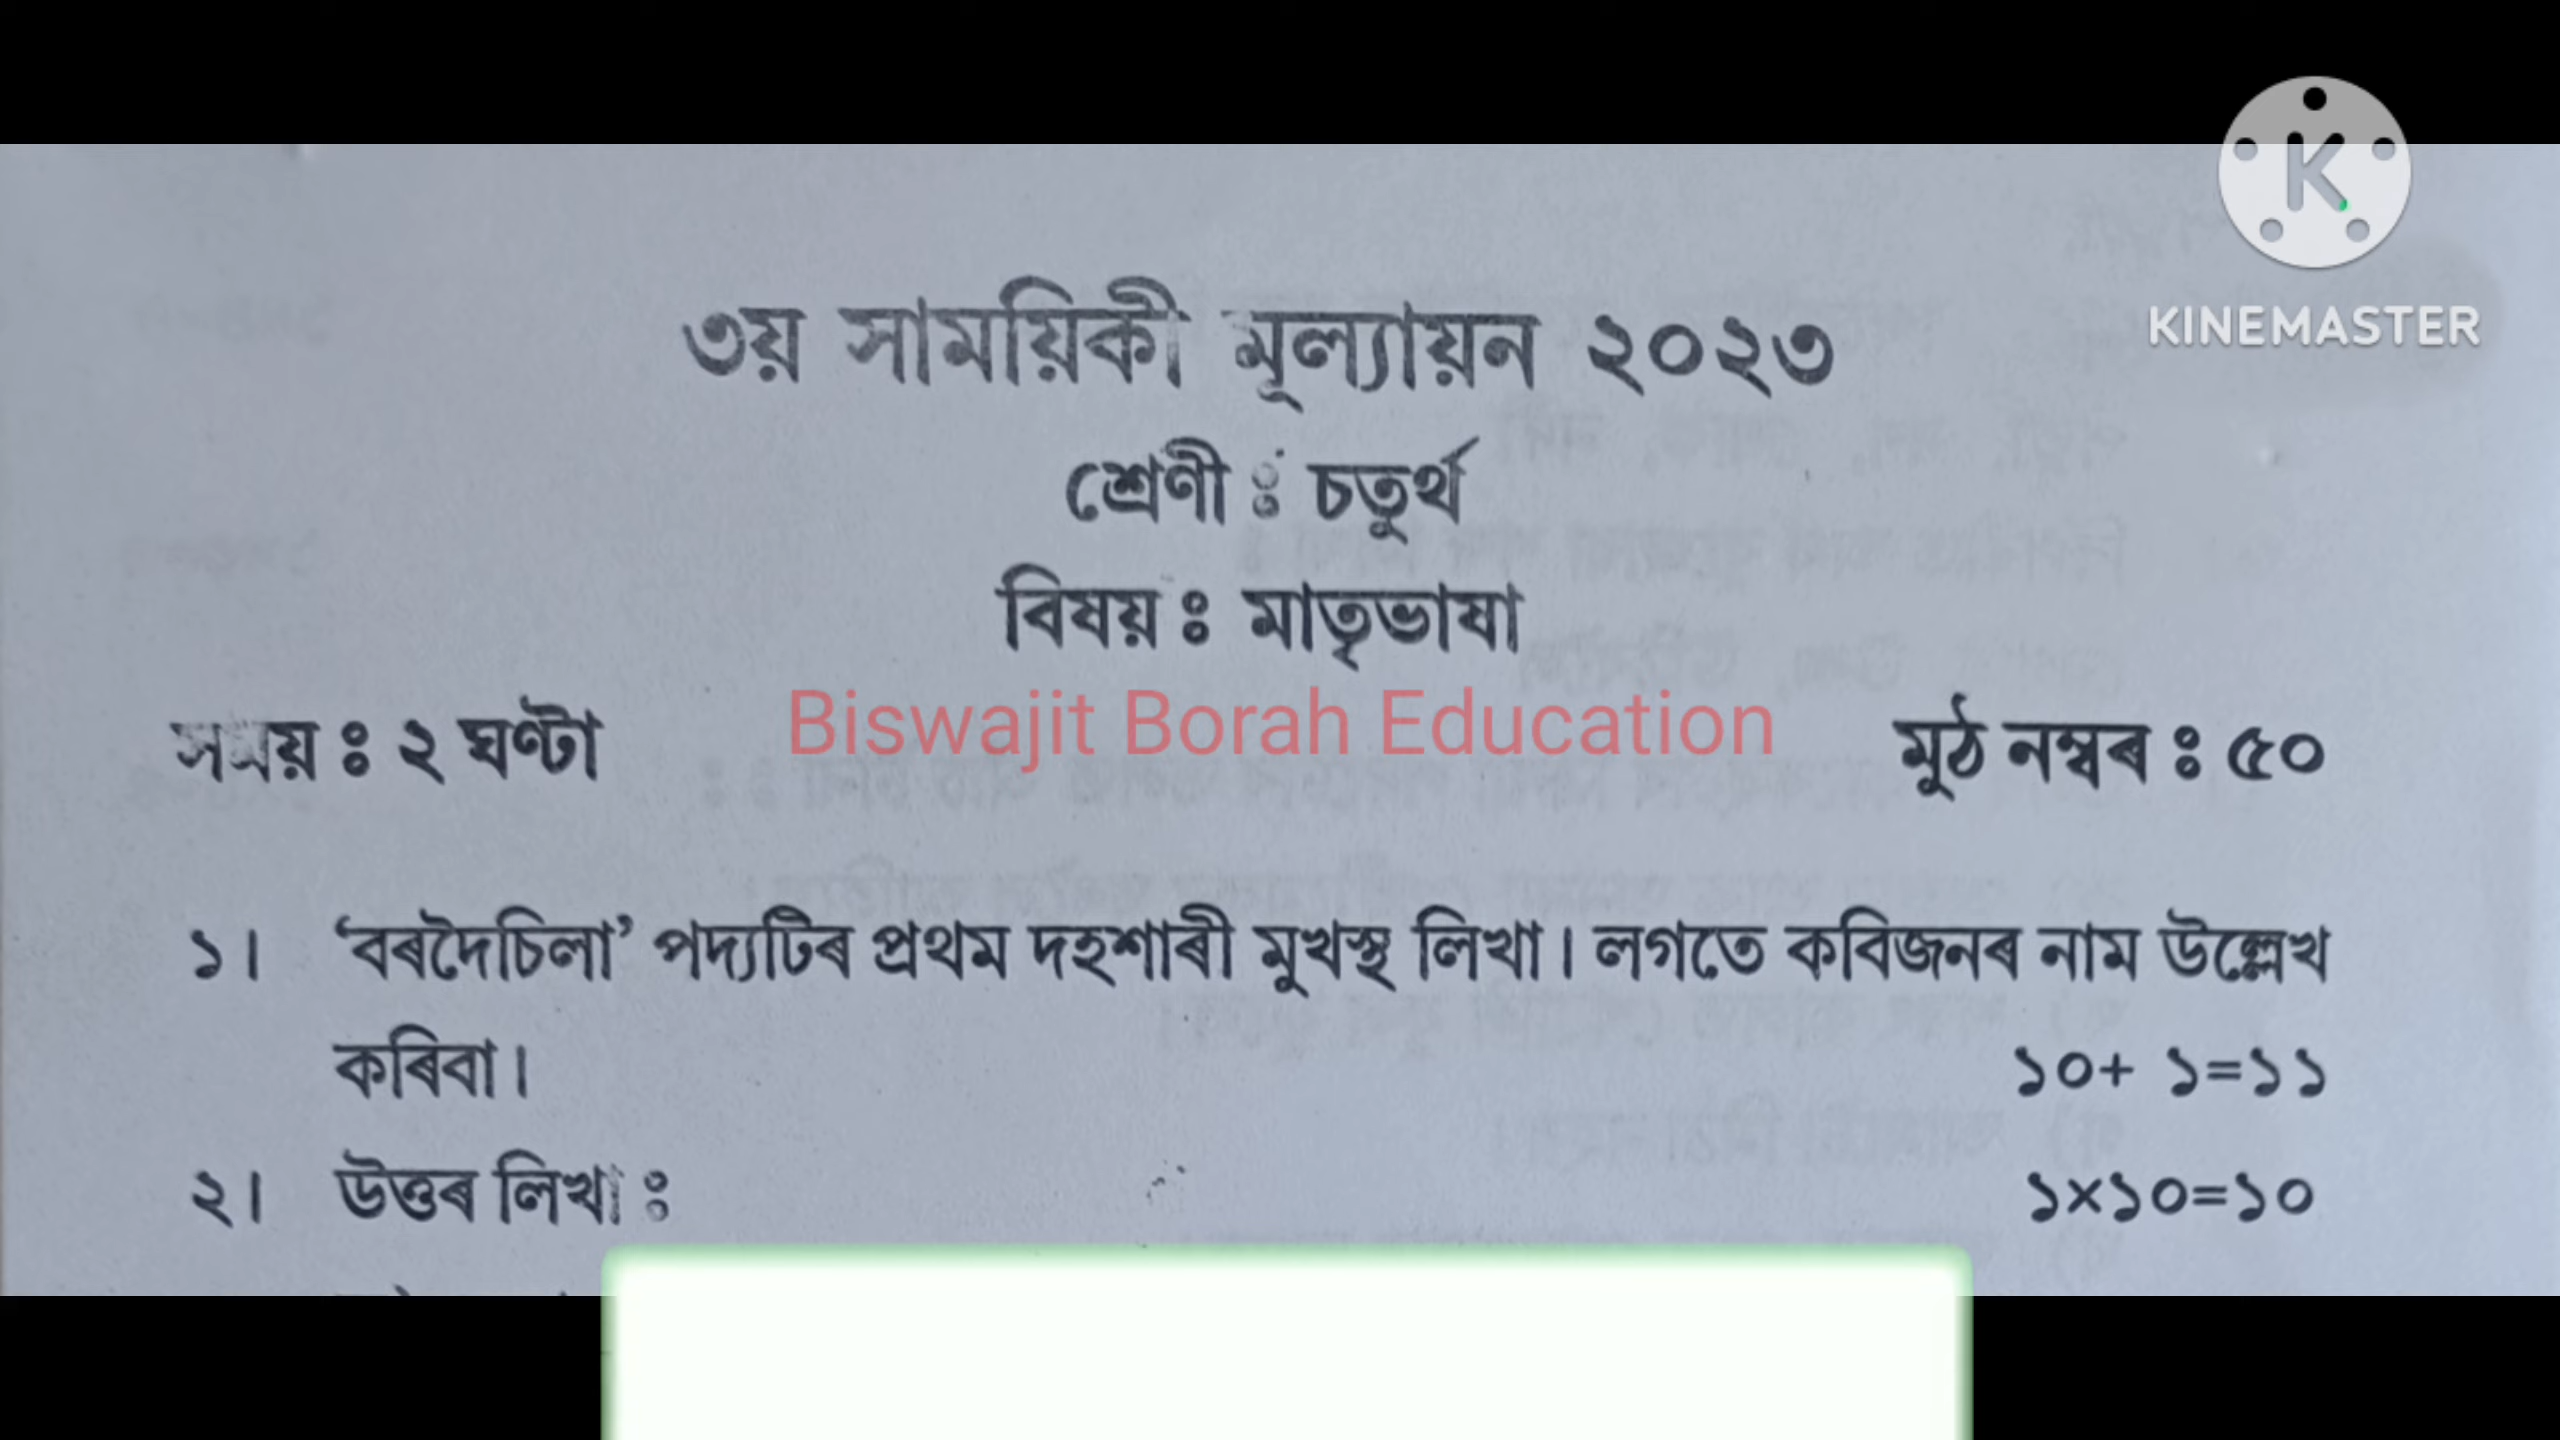 KINEMASTER
৩য় সাময়িকী মূল্যায়ন ২০২৩
শ্ৰেণী : চতুৰ্থ
বিষয় : মাতৃভাষা
Biswajit Borah Education
সময় : ২ ঘণ্টা মুঠ নম্বৰ : ৫০
১। ‘বৰদৈচিলা’ পদ্যটিৰ প্ৰথম দহশাৰী মুখস্থ লিখা। লগতে কবিজনৰ নাম উল্লেখ
কৰিবা। ১০+ ১=১১
২। উত্তৰ লিখা : ১×১০=১০